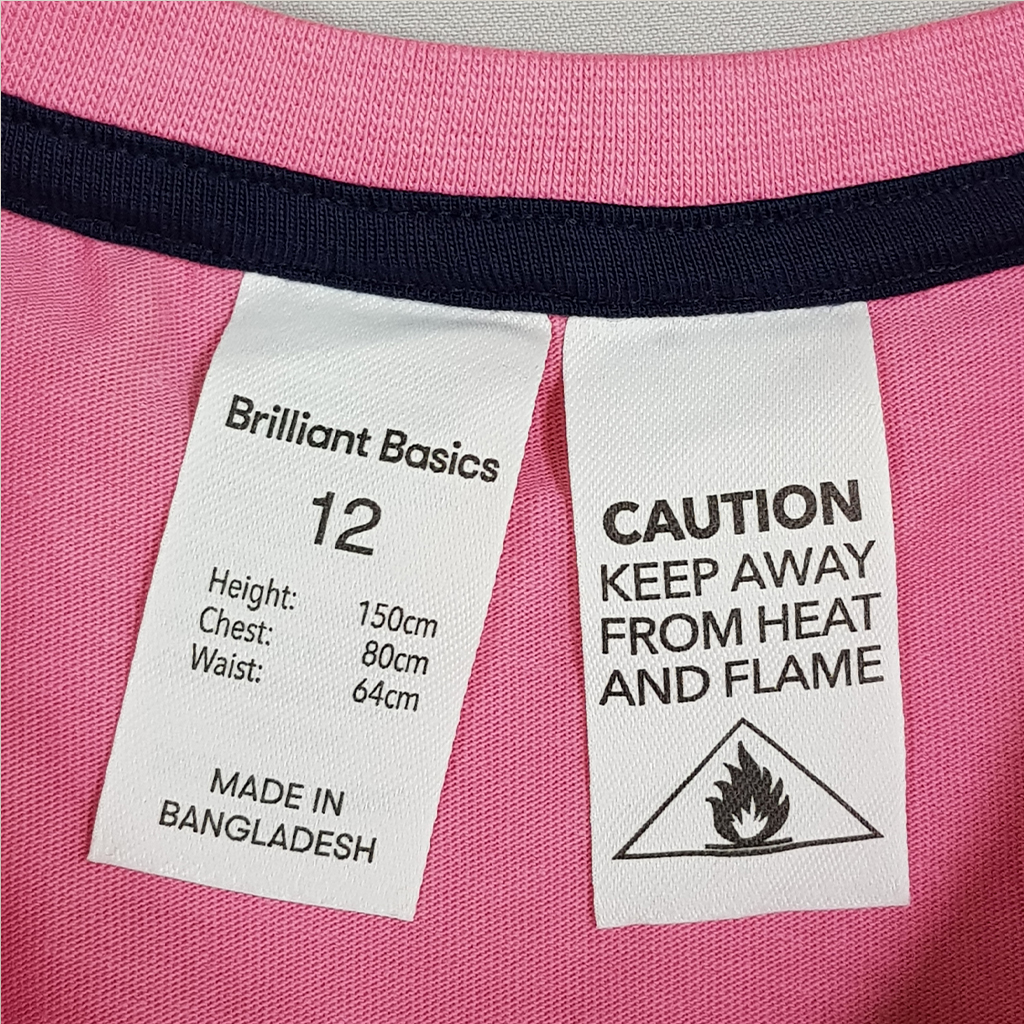 Brilliant Basics
12
Height: 150cm
Chest: 80cm
Waist: 64cm
MADE IN
BANGLADESH
CAUTION
KEEP AWAY
FROM HEAT
AND FLAME